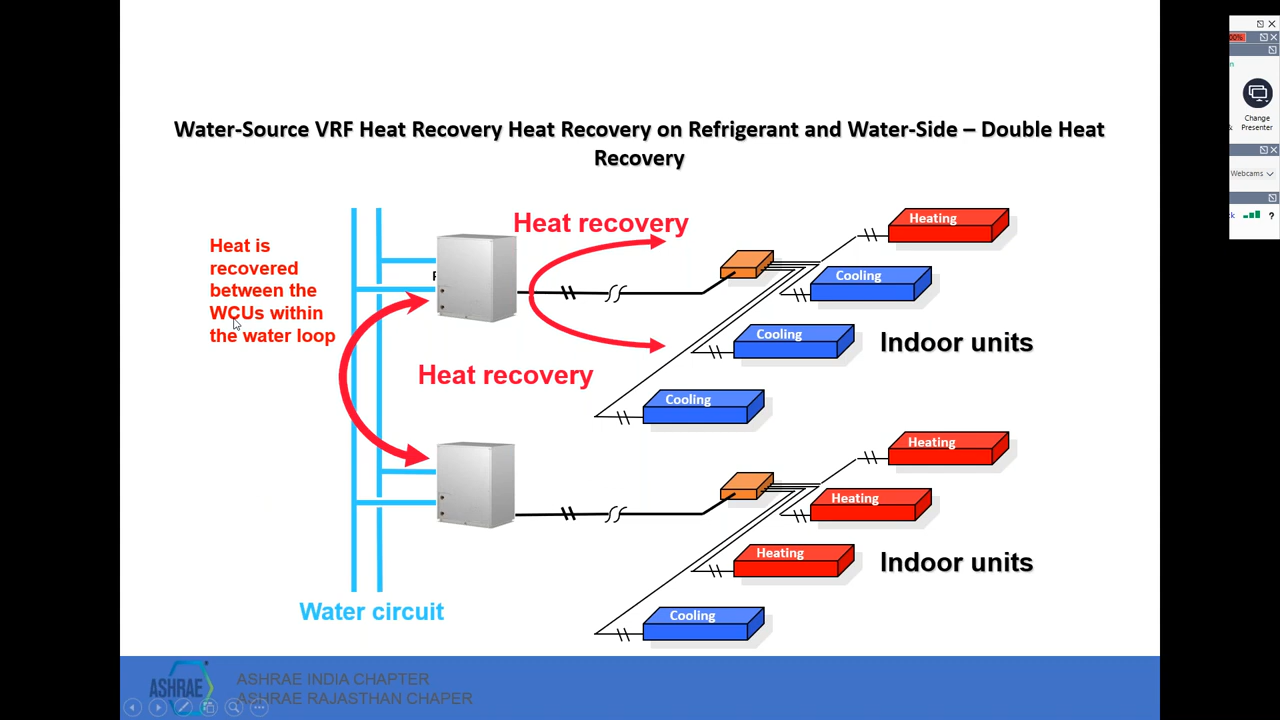 Water-Source VRF Heat Recovery Heat Recovery on Refrigerant and Water-Side – Double Heat
Recovery
Heat is
recovered
between the
WCUs within
the water loop
Heat recovery
Heat recovery
Heating
Cooling
Cooling
Cooling
Indoor units
Heating
Heating
Heating
Cooling
Indoor units
Water circuit
ASHRAE
ASHRAE INDIA CHAPTER
ASHRAE RAJASTHAN CHAPER
Change
Presenter
Webcams
?